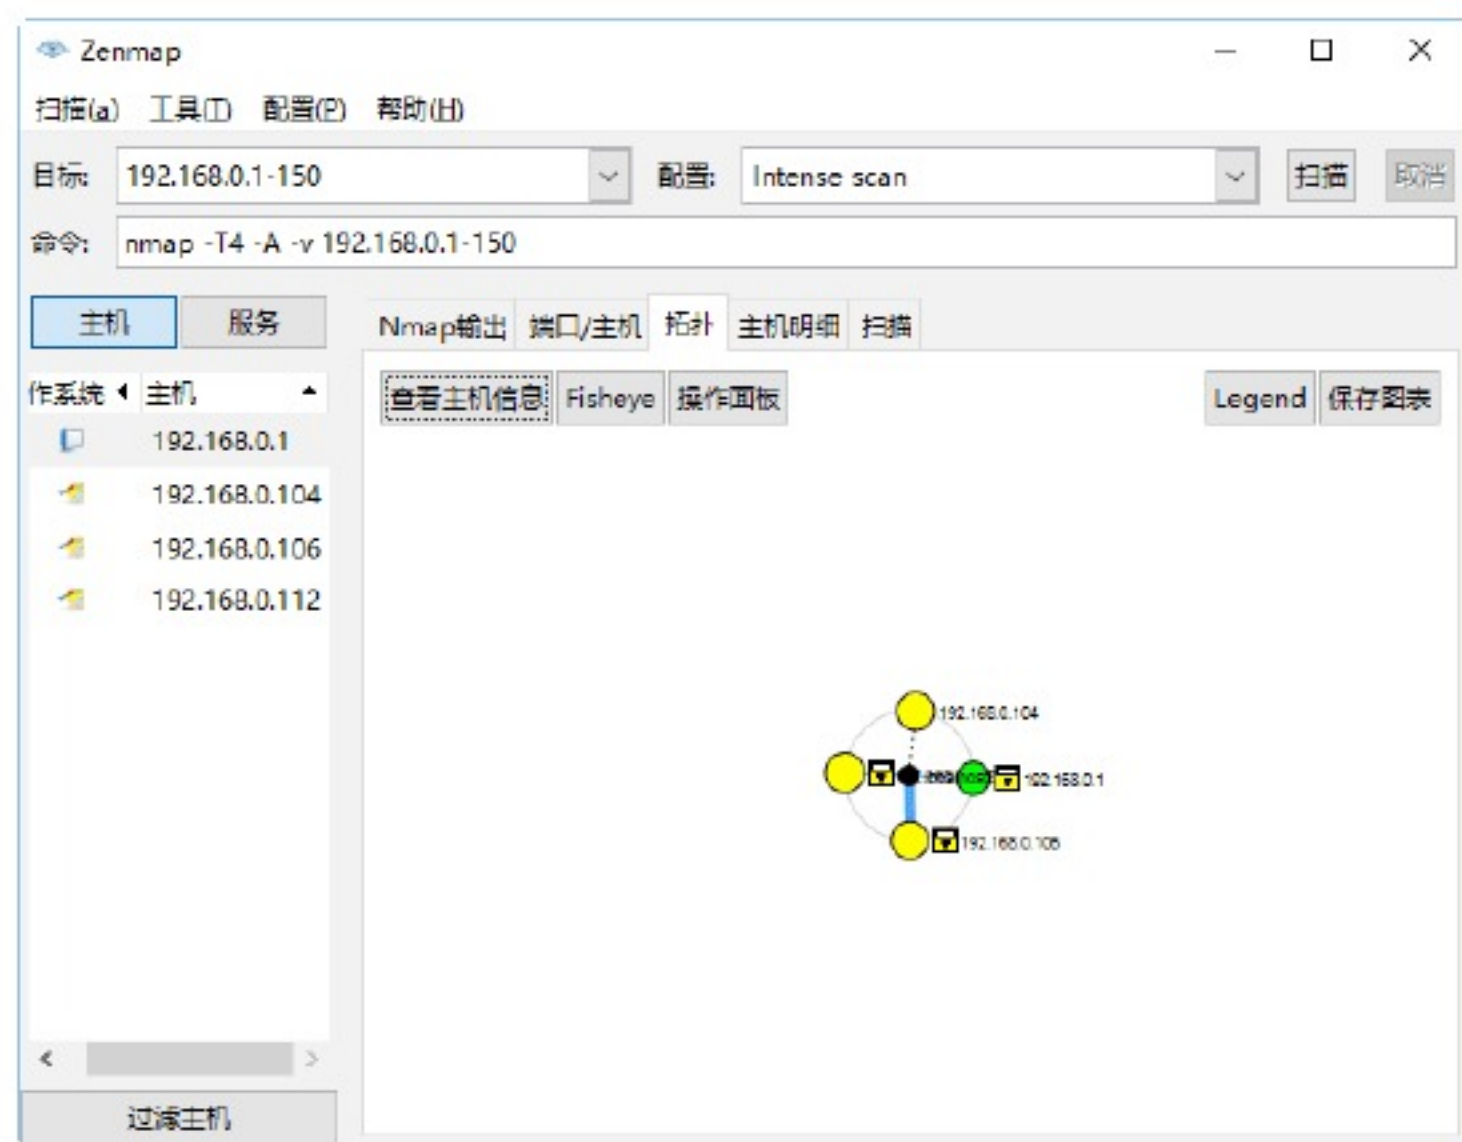 Zenmap
扫描(a) 工具(T) 配置(P) 帮助(H)
目标: 192.168.0.1-150 配置: Intense scan 扫描 取消
命令: nmap -T4 -A -v 192.168.0.1-150
主机 服务 Nmap输出 端口/主机 拓扑 主机明细 扫描
作系统 主机 查看主机信息 Fisheye 操作面板 Legend 保存图表
192.168.0.1
192.168.0.104
192.168.0.106
192.168.0.112
192.168.0.104
192.168.0.1
192.168.0.106
过滤主机